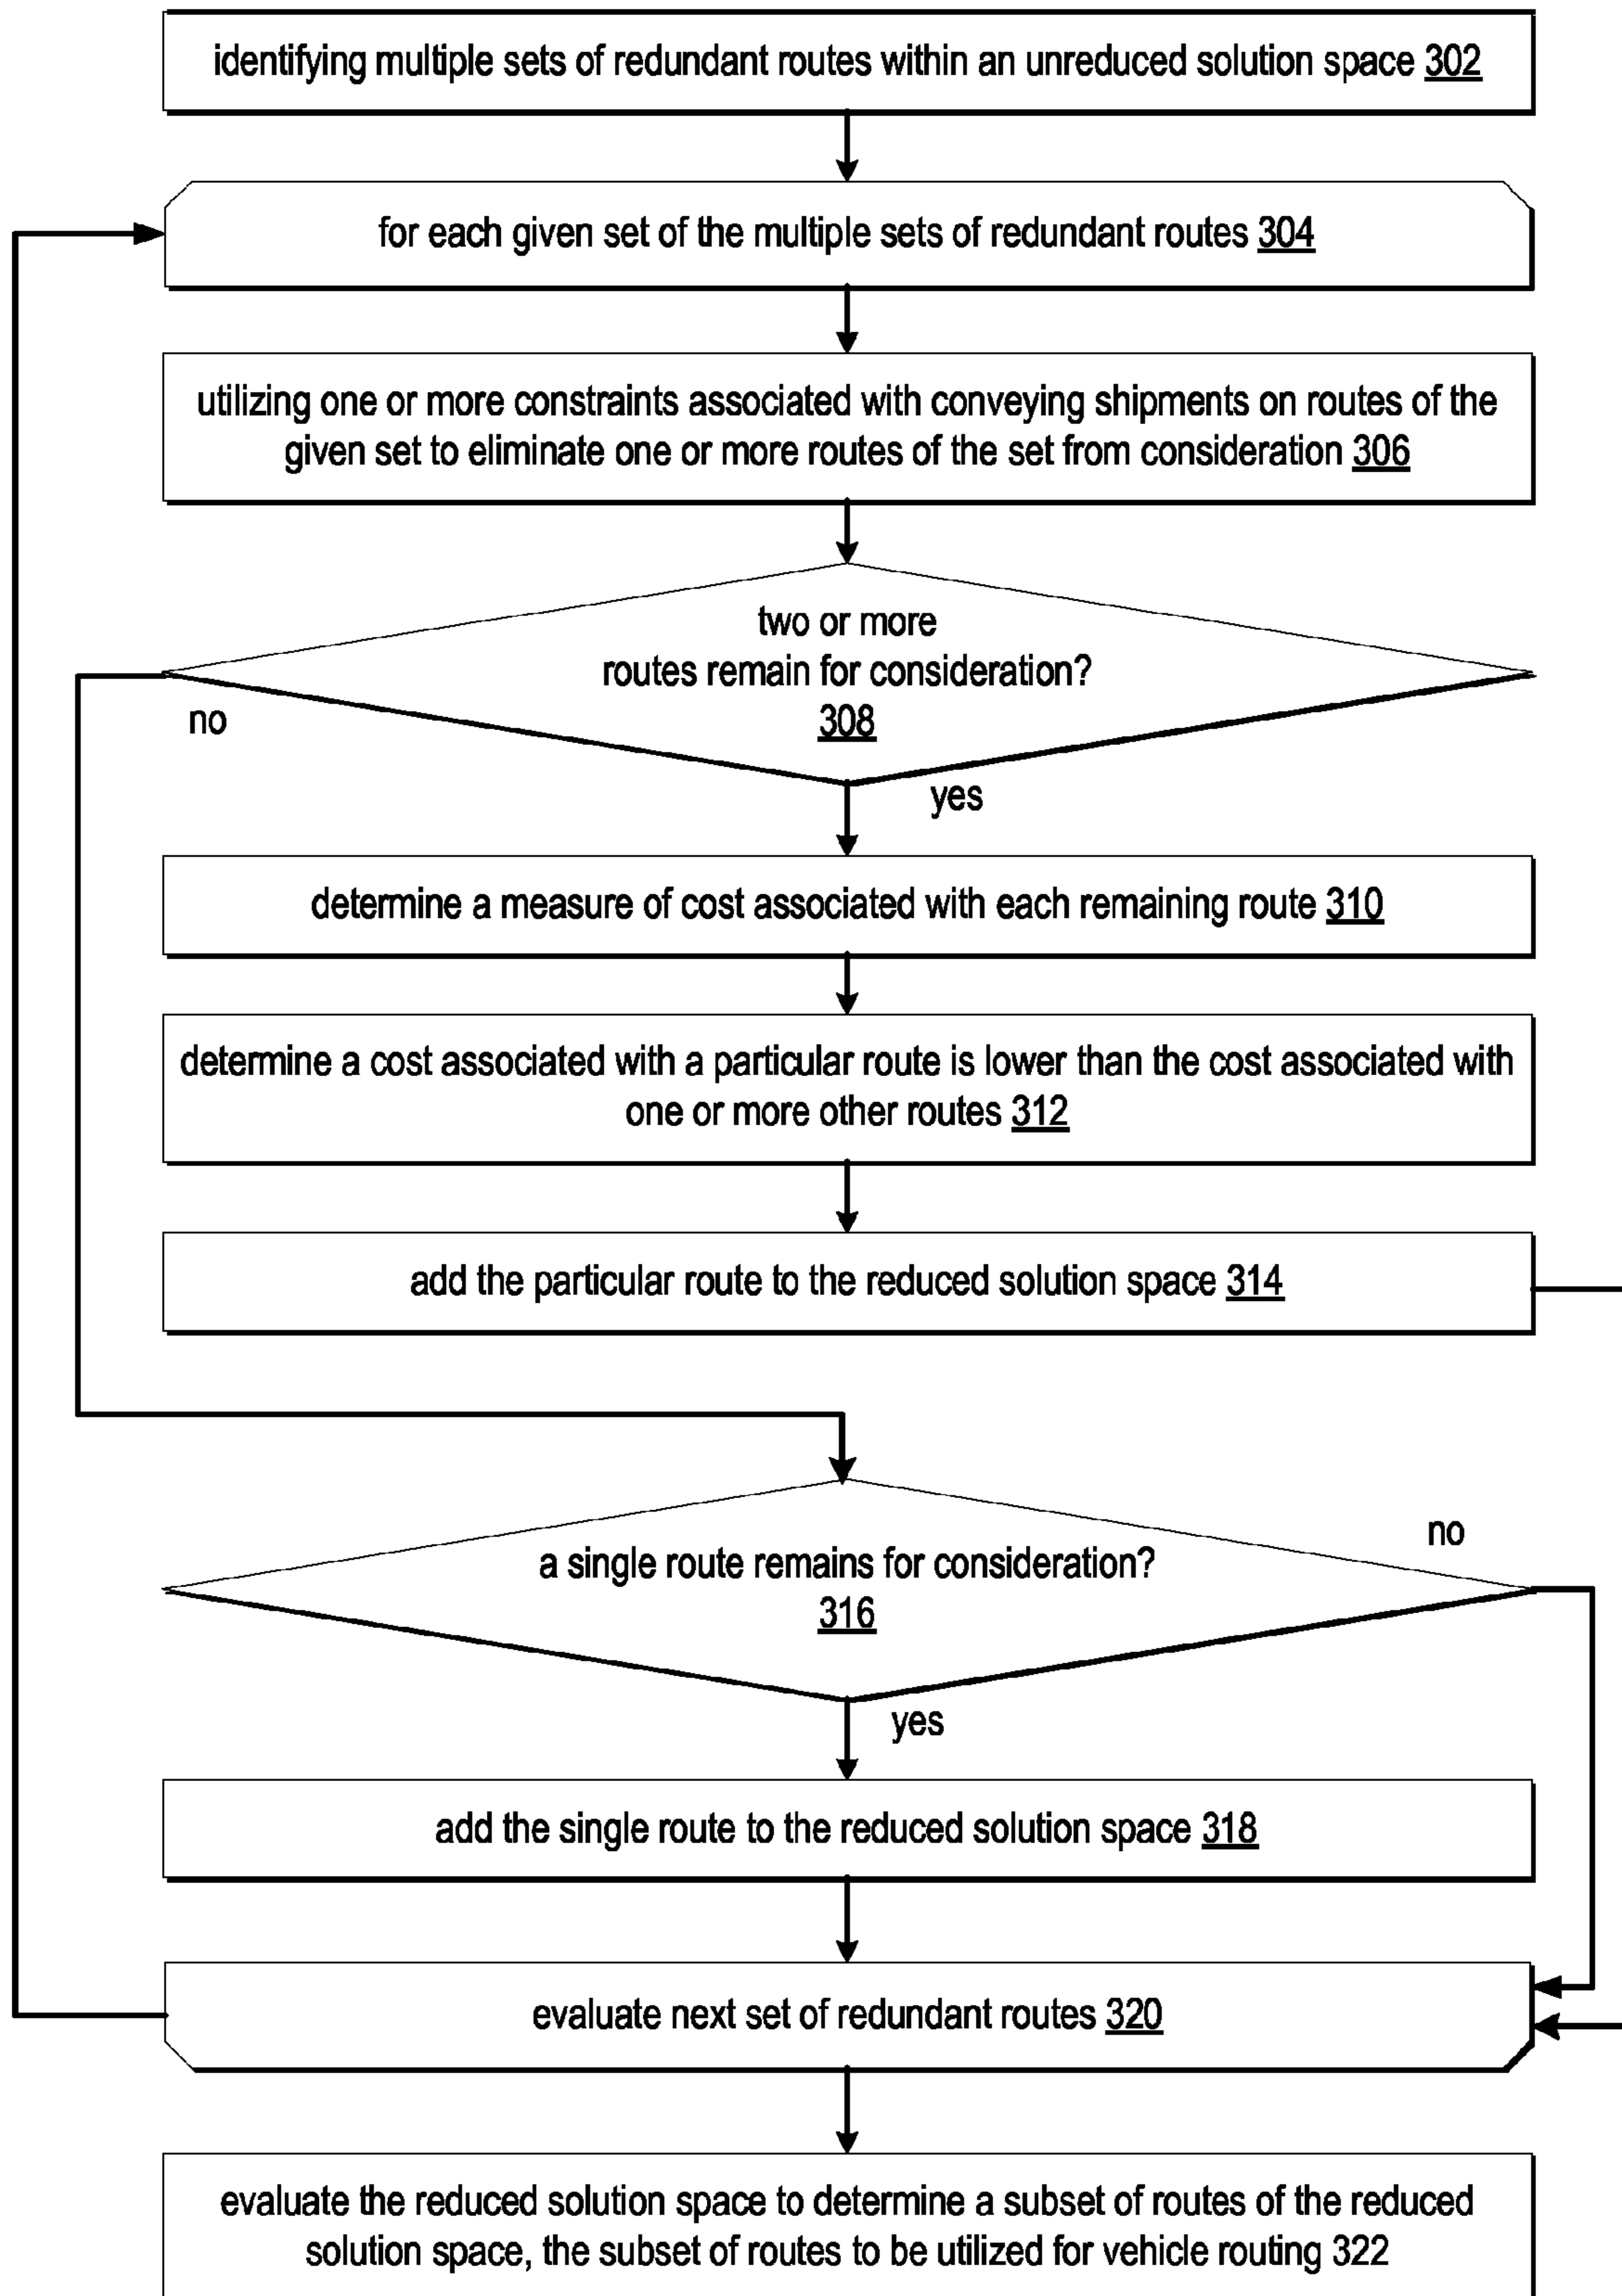 identifying multiple sets of redundant routes within an unreduced solution space 302
for each given set of the multiple sets of redundant routes 304
utilizing one or more constraints associated with conveying shipments on routes of the
given set to eliminate one or more routes of the set from consideration 306
two or more
routes remain for consideration?
308
no
yes
determine a measure of cost associated with each remaining route 310
determine a cost associated with a particular route is lower than the cost associated with
one or more other routes 312
add the particular route to the reduced solution space 314
no
a single route remains for consideration?
316
yes
add the single route to the reduced solution space 318
evaluate next set of redundant routes 320
evaluate the reduced solution space to determine a subset of routes of the reduced
solution space, the subset of routes to be utilized for vehicle routing 322